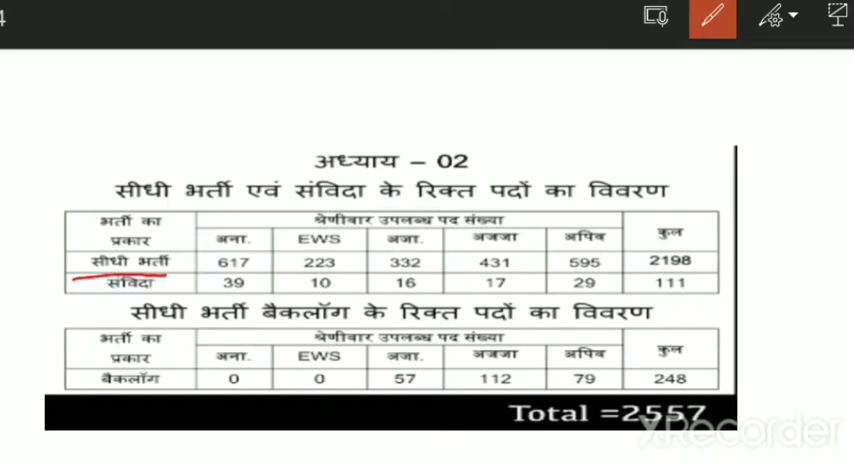 4
अध्याय – 02
सीधी भर्ती एवं संविदा के रिक्त पदों का विवरण
भर्ती का प्रकार श्रेणीवार उपलब्ध पद संख्या कुल
अना. EWS अजा. अजजा अपिव
सीधी भर्ती 617 223 332 431 595 2198
संविदा 39 10 16 17 29 111
सीधी भर्ती बैकलॉग के रिक्त पदों का विवरण
भर्ती का प्रकार श्रेणीवार उपलब्ध पद संख्या कुल
अना. EWS अजा. अजजा अपिव
बैकलॉग 0 0 57 112 79 248
Total =2557
XRecorder